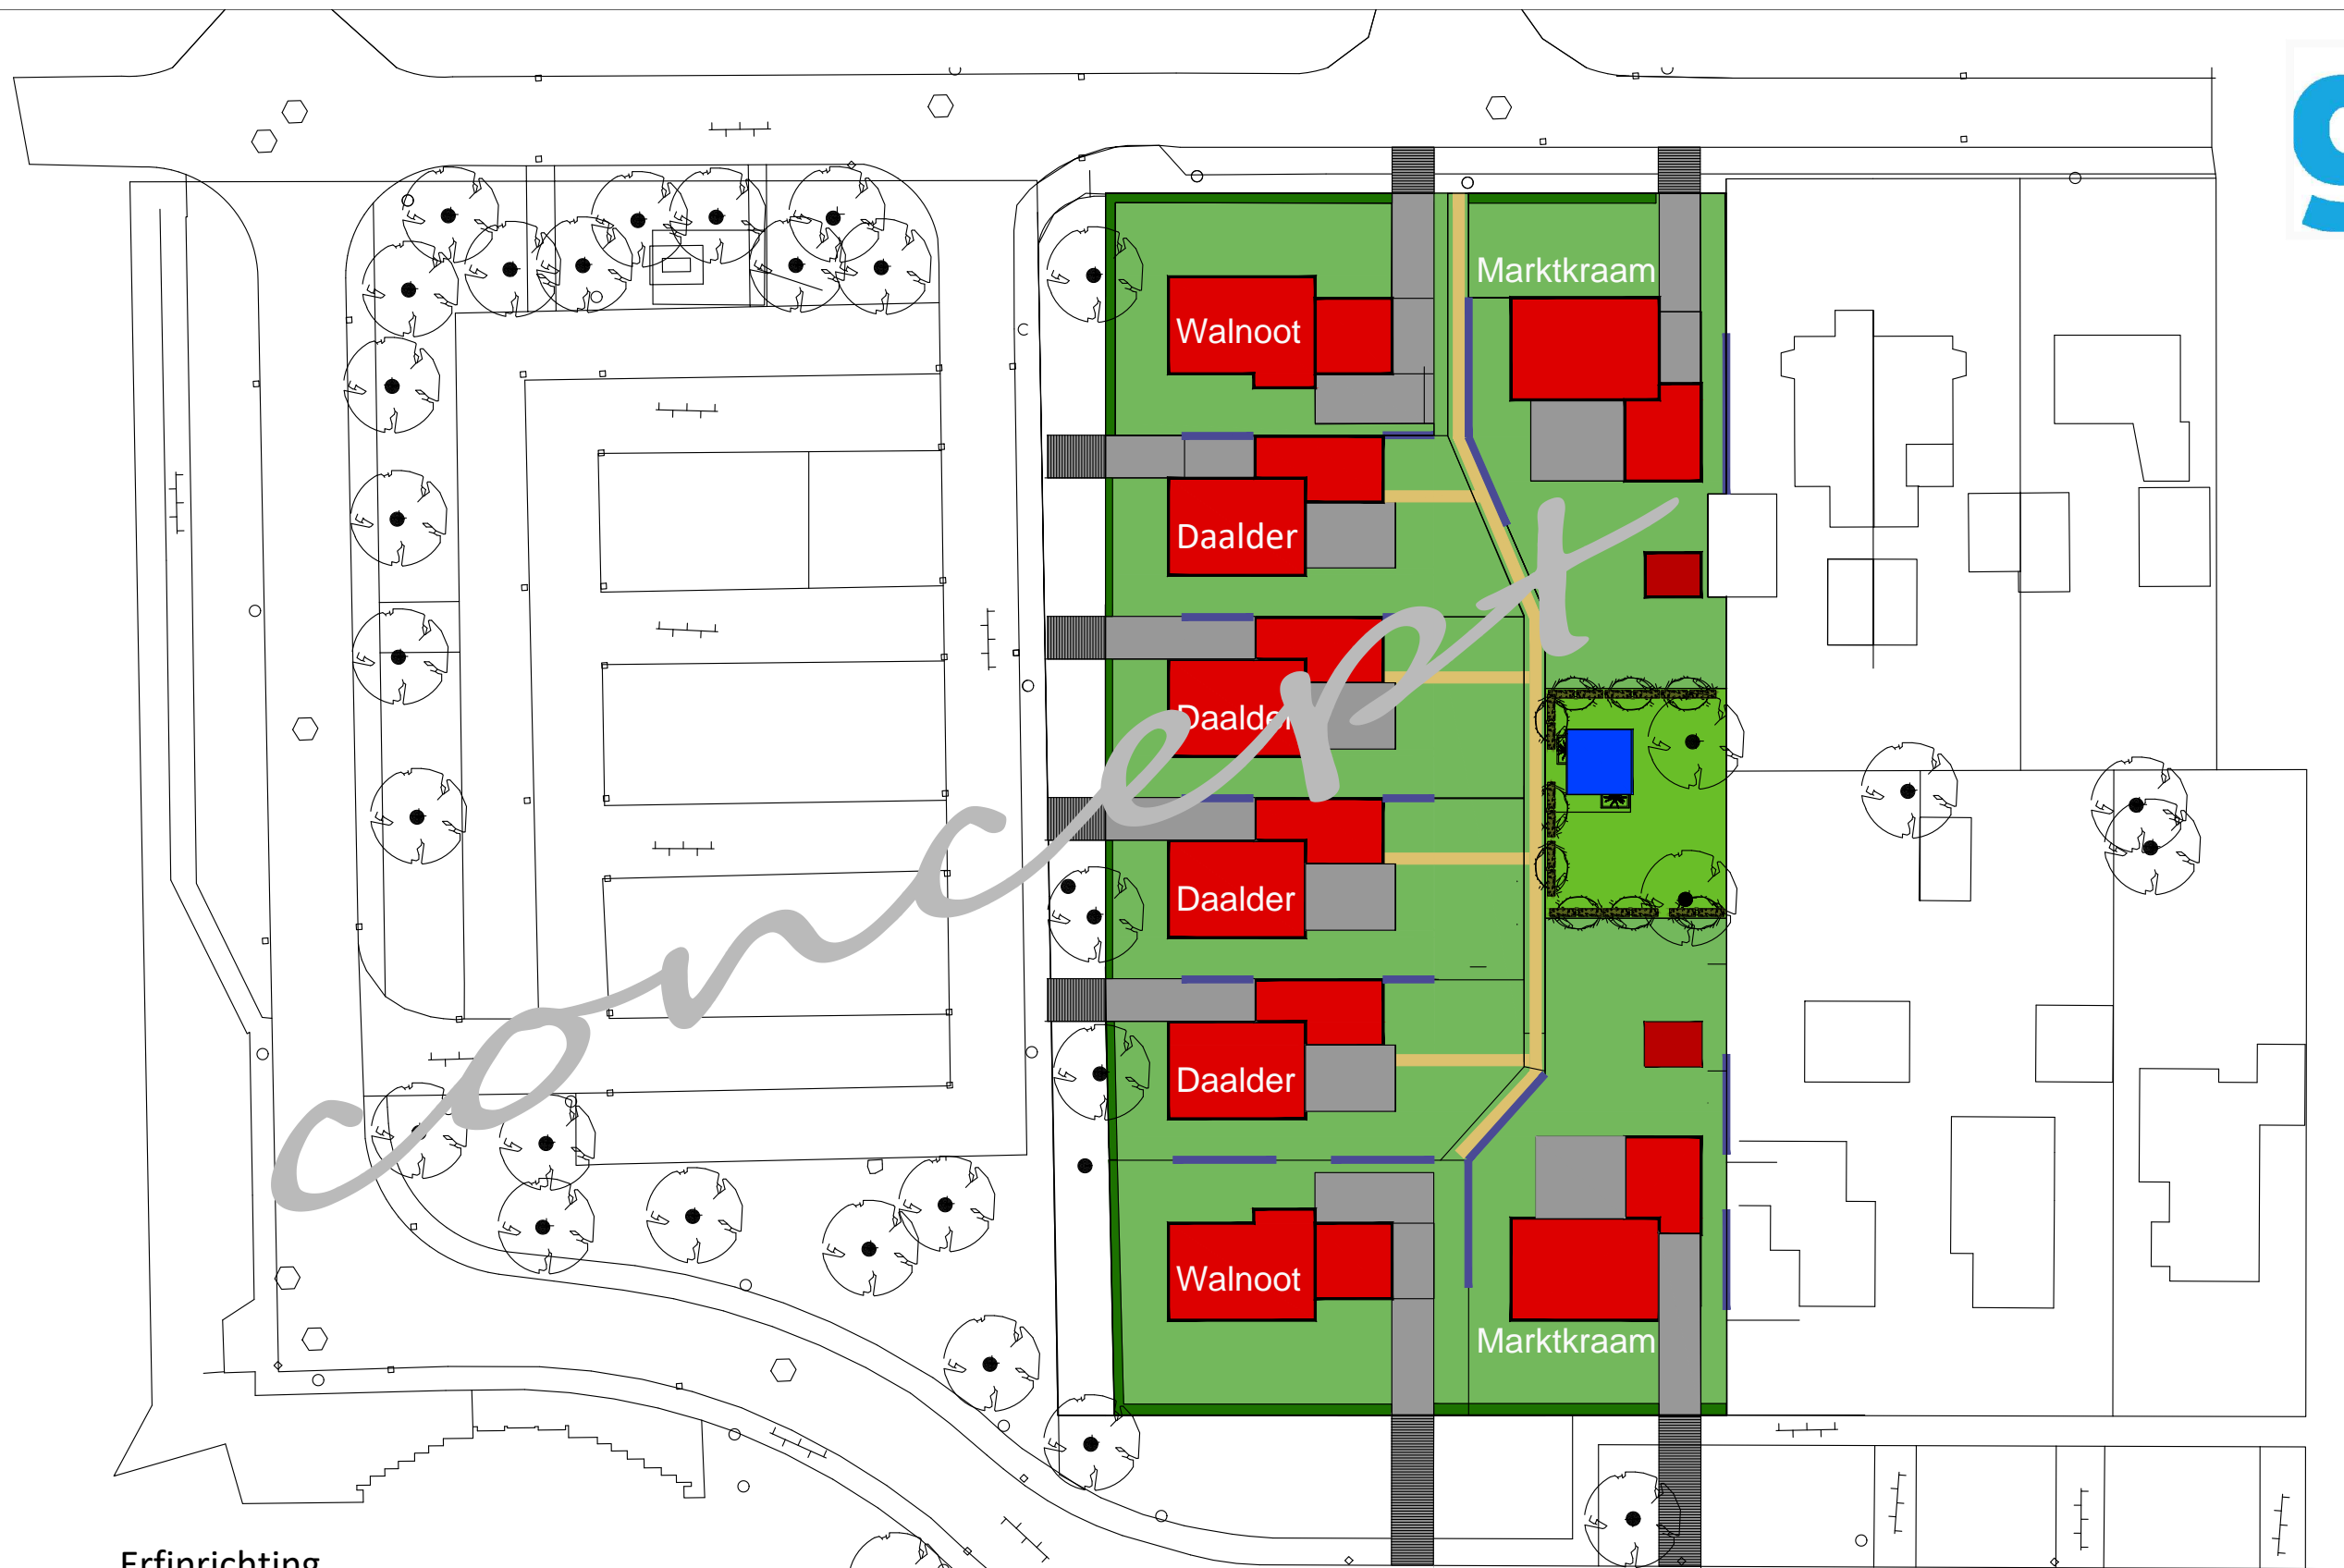 Marktkraam
Walnoot
Daalder
Daalder
Daalder
Daalder
Walnoot
Marktkraam
concept
Erfinrichting